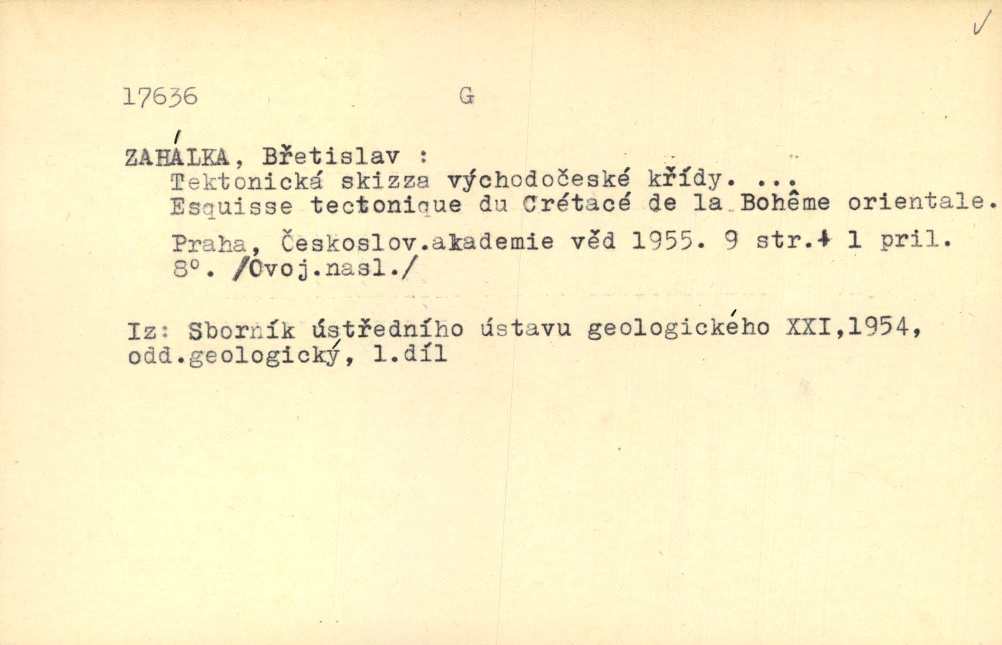 17636 G
ZAHÁLKA, Břetislav :
Tektonická skizza východočeské křídy. ...
Esquisse tectonique du Crétacé de la Bohême orientale.
Praha, Českoslov.akademie věd 1955. 9 str.+ 1 pril.
8°. /Ovoj.nasl./
Iz: Sborník ústředního ústavu geologického XXI,1954,
odd.geologický, 1.díl